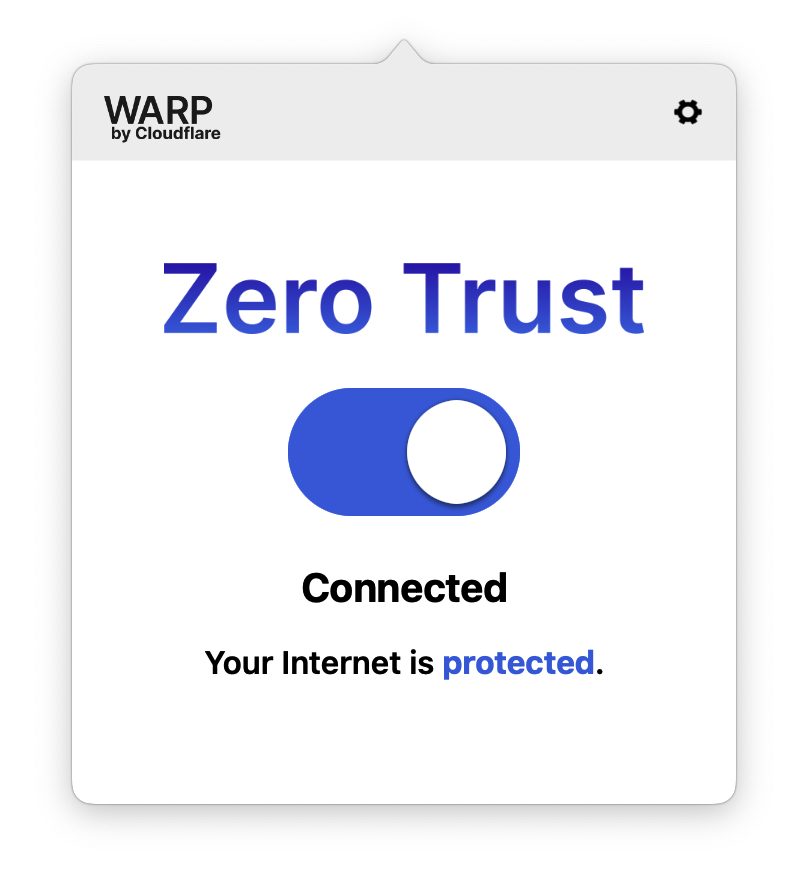 WARP
by Cloudflare
Zero Trust
Connected
Your Internet is protected.